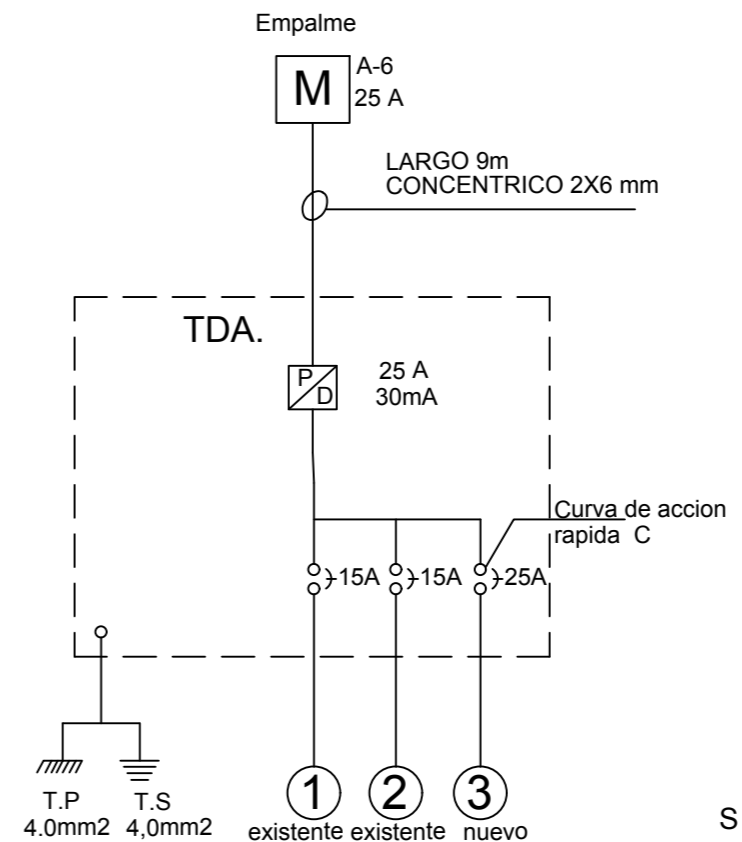 Empalme
M
A-6
25 A
LARGO 9m
CONCENTRICO 2X6 mm
TDA.
P
D
25 A
30mA
Curva de accion
rapida C
15A
15A
25A
1
2
3
T.P
4.0mm2
T.S
4,0mm2
existente
existente
nuevo
S